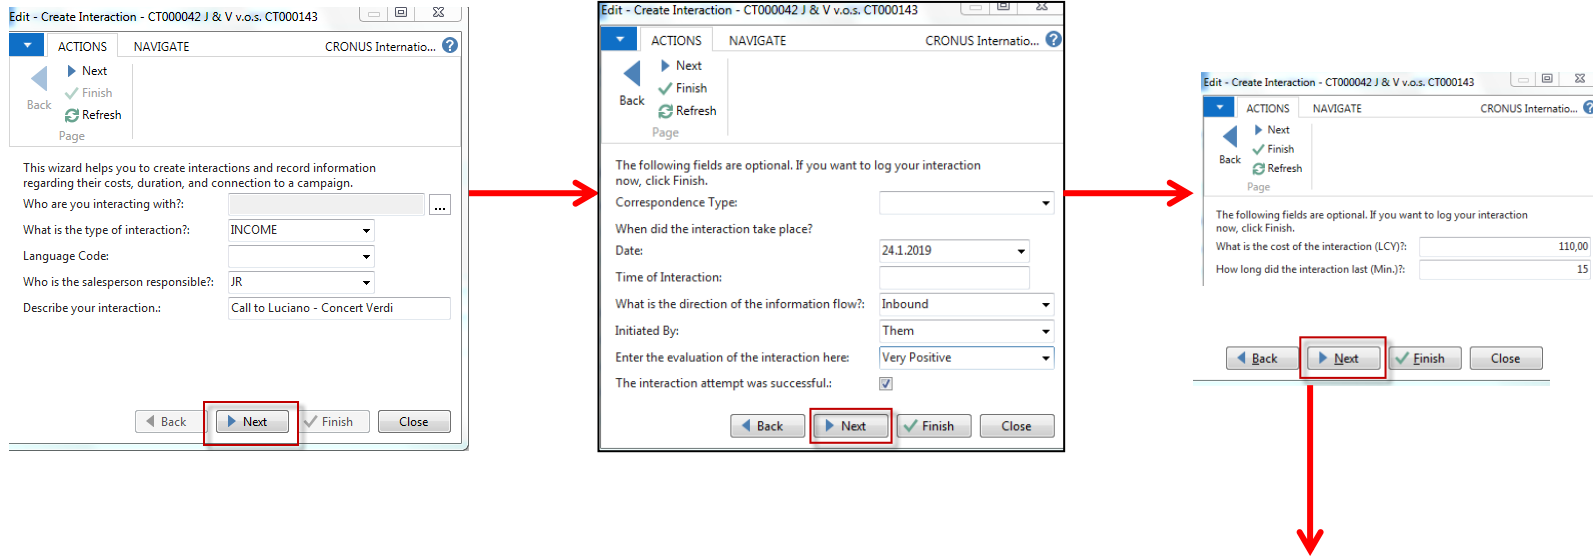 Edit - Create Interaction - CT000042 J & V v.o.s. CT000143
ACTIONS NAVIGATE CRONUS Internatio...
Next
Finish
Back
Refresh
Page
This wizard helps you to create interactions and record information
regarding their costs, duration, and connection to a campaign.
Who are you interacting with?: ...
What is the type of interaction?: INCOME
Language Code:
Who is the salesperson responsible?: JR
Describe your interaction.: Call to Luciano - Concert Verdi
Back Next Finish Close
Edit - Create Interaction - CT000042 J & V v.o.s. CT000143
ACTIONS NAVIGATE CRONUS Internatio... ?
Next
Finish
Back
Refresh
Page
The following fields are optional. If you want to log your interaction
now, click Finish.
Correspondence Type:
When did the interaction take place?
Date: 24.1.2019
Time of Interaction:
What is the direction of the information flow?: Inbound
Initiated By: Them
Enter the evaluation of the interaction here: Very Positive
The interaction attempt was successful.:
Back Next Finish Close
Edit - Create Interaction - CT000042 J & V v.o.s. CT000143
ACTIONS NAVIGATE CRONUS Internatio... ?
Next
Finish
Back
Refresh
Page
The following fields are optional. If you want to log your interaction
now, click Finish.
What is the cost of the interaction (LCY)?: 110,00
How long did the interaction last (Min.)?: 15
Back Next Finish Close